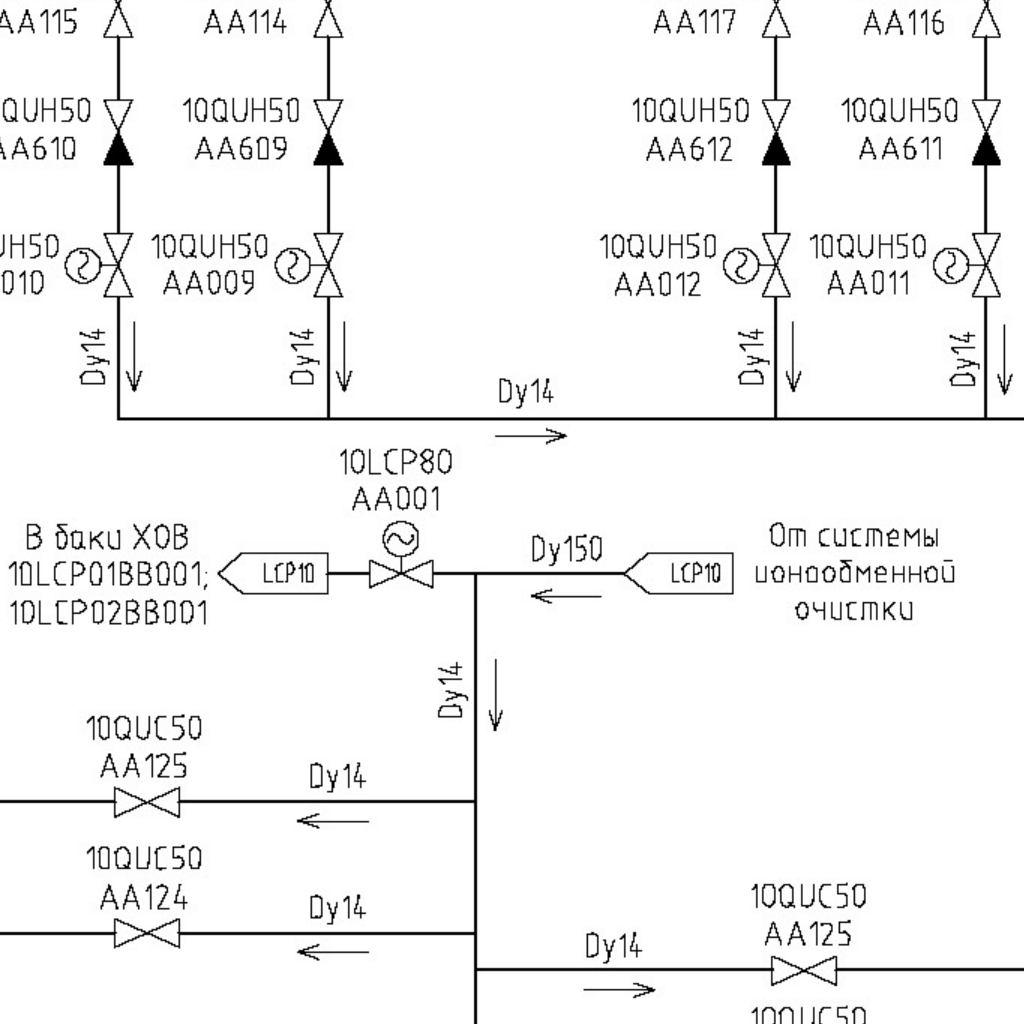 AA115
AA114
AA117
AA116
QUH50
AA610
10QUH50
AA609
10QUH50
AA612
10QUH50
AA611
UH50
010
10QUH50
AA009
10QUH50
AA012
10QUH50
AA011
Dy14
Dy14
Dy14
Dy14
Dy14
10LCP80
AA001
В баки ХОВ
10LCP01BB001;
10LCP02BB001
LCP10
Dy150
LCP10
От системы
ионообменной
очистки
Dy14
10QUC50
AA125
Dy14
10QUC50
AA124
Dy14
10QUC50
AA125
Dy14
10QUC50